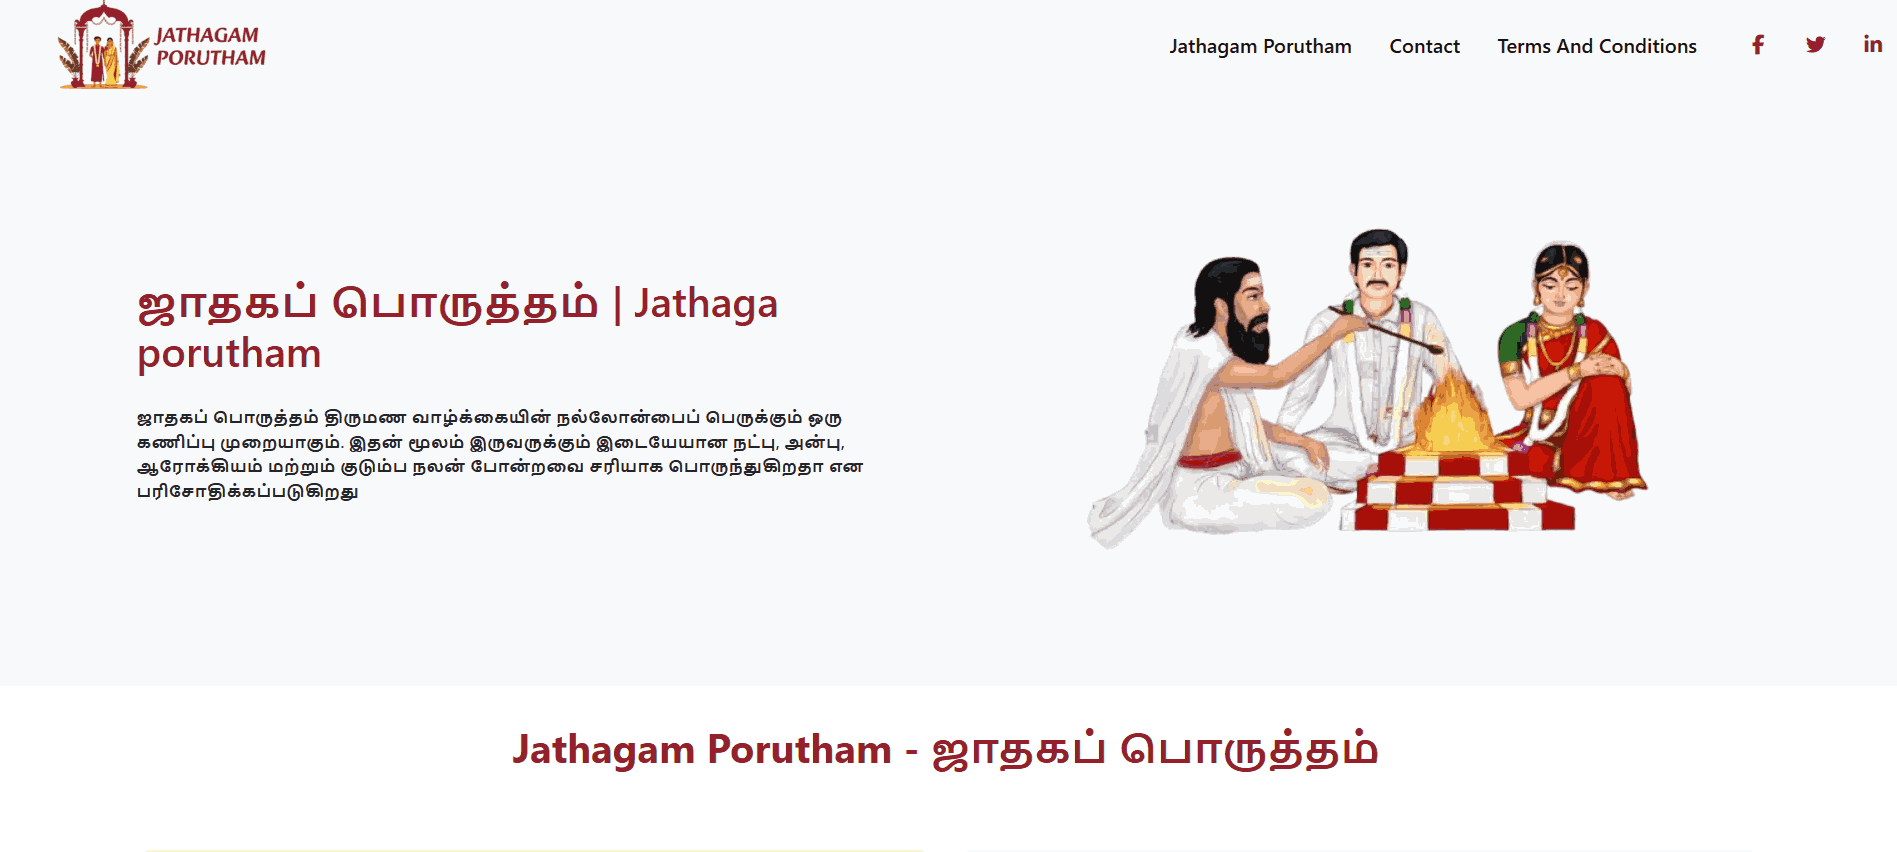 JATHAGAM
PORUTHAM
Jathagam Porutham Contact Terms And Conditions
ஜாதகப் பொருத்தம் | Jathaga
porutham
ஜாதகப் பொருத்தம் திருமண வாழ்க்கையின் நல்லோன்பைப் பெருக்கும் ஒரு
கணிப்பு முறையாகும். இதன் மூலம் இருவருக்கும் இடையேயான நட்பு, அன்பு,
ஆரோக்கியம் மற்றும் குடும்ப நலன் போன்றவை சரியாக பொருந்துகிறதா என
பரிசோதிக்கப்படுகிறது
Jathagam Porutham - ஜாதகப் பொருத்தம்